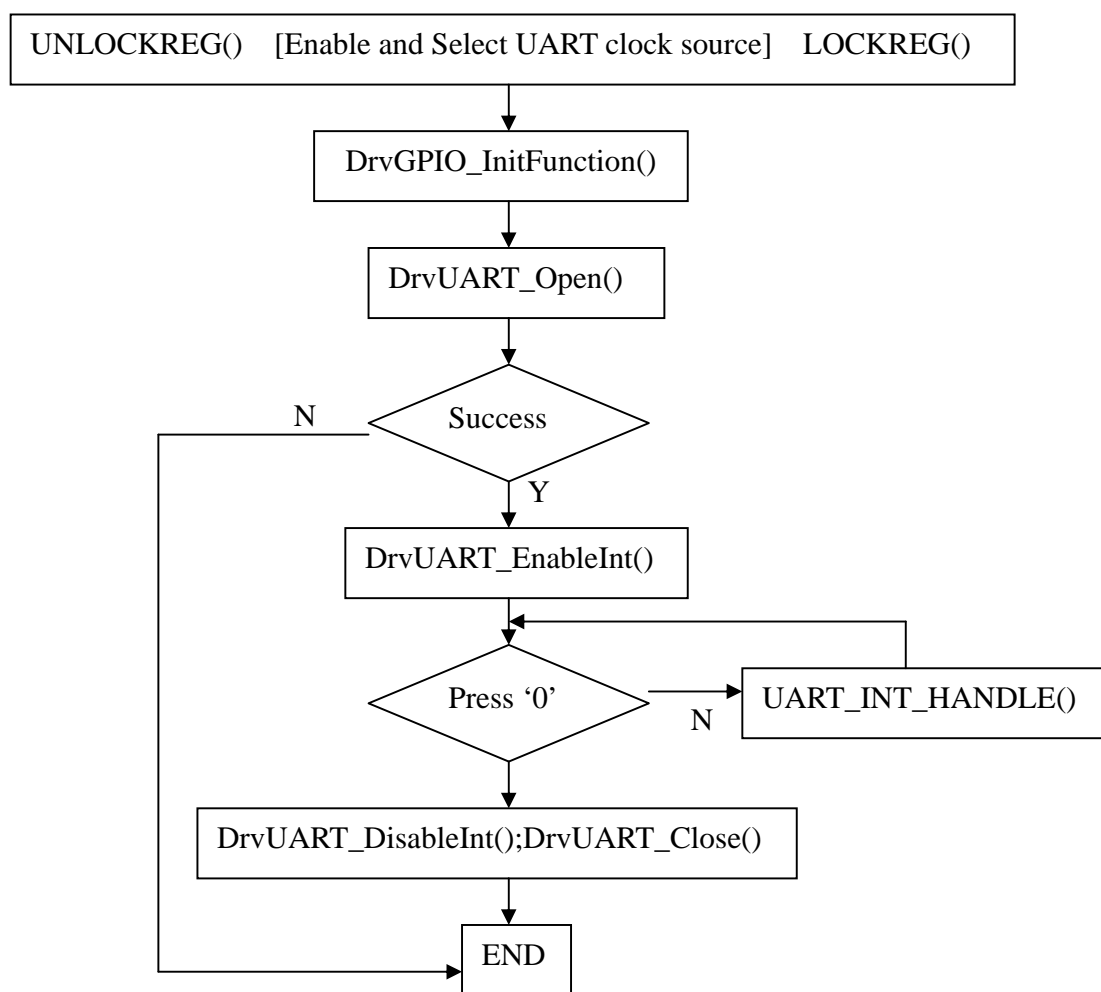 UNLOCKREG() [Enable and Select UART clock source] LOCKREG()
DrvGPIO_InitFunction()
DrvUART_Open()
Success
N
Y
DrvUART_EnableInt()
Press ‘0’
N
UART_INT_HANDLE()
DrvUART_DisableInt();DrvUART_Close()
END